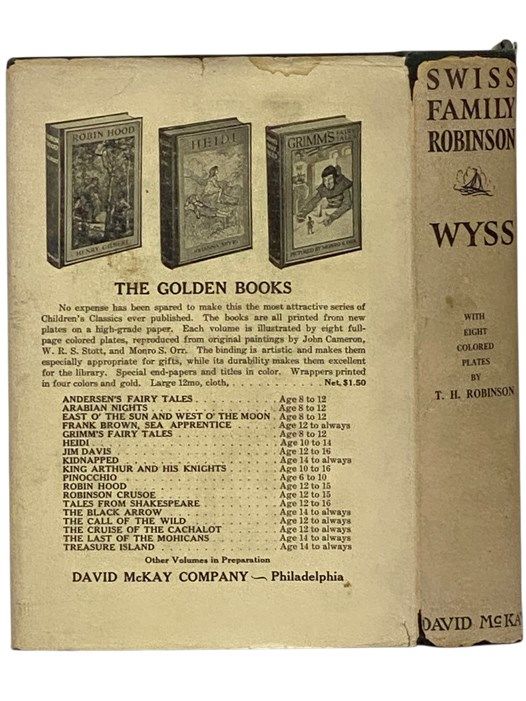 ROBIN HOOD
HENRY GILBERT
HEIDI
JOHANNA SPYRI
GRIMM'S FAIRY
TALES
PICTURED BY MONRO S. ORR
THE GOLDEN BOOKS
No expense has been spared to make this the most attractive series of
Children's Classics ever published. The books are all printed from new
plates on a high-grade paper. Each volume is illustrated by eight full-
page colored plates, reproduced from original paintings by John Cameron,
W. R. S. Stott, and Monro S. Orr. The binding is artistic and makes them
especially appropriate for gifts, while its durability makes them excellent
for the library. Special end-papers and titles in color. Wrappers printed
in four colors and gold. Large 12mo, cloth, . . . . . . . . Net, $1.50
ANDERSEN'S FAIRY TALES . . . . . . . . Age 8 to 12
ARABIAN NIGHTS . . . . . . . . Age 8 to 12
EAST O' THE SUN AND WEST O' THE MOON . Age 8 to 12
FRANK BROWN, SEA APPRENTICE . . . . Age 12 to always
GRIMM'S FAIRY TALES . . . . . . . . Age 8 to 12
HEIDI . . . . . . . . Age 10 to 14
JIM DAVIS . . . . . . . . Age 12 to 16
KIDNAPPED . . . . . . . . Age 14 to always
KING ARTHUR AND HIS KNIGHTS . . . . Age 10 to 16
PINOCCHIO . . . . . . . . Age 6 to 10
ROBIN HOOD . . . . . . . . Age 12 to 15
ROBINSON CRUSOE . . . . . . . . Age 12 to 15
TALES FROM SHAKESPEARE . . . . . . Age 12 to 16
THE BLACK ARROW . . . . . . . . Age 14 to always
THE CALL OF THE WILD . . . . . . Age 12 to always
THE CRUISE OF THE CACHALOT . . . . Age 12 to always
THE LAST OF THE MOHICANS . . . . . Age 14 to always
TREASURE ISLAND . . . . . . . . Age 14 to always
Other Volumes in Preparation
DAVID McKAY COMPANY — Philadelphia
SWISS
FAMILY
ROBINSON
WYSS
WITH
EIGHT
COLORED
PLATES
BY
T. H. ROBINSON
DAVID McKAY